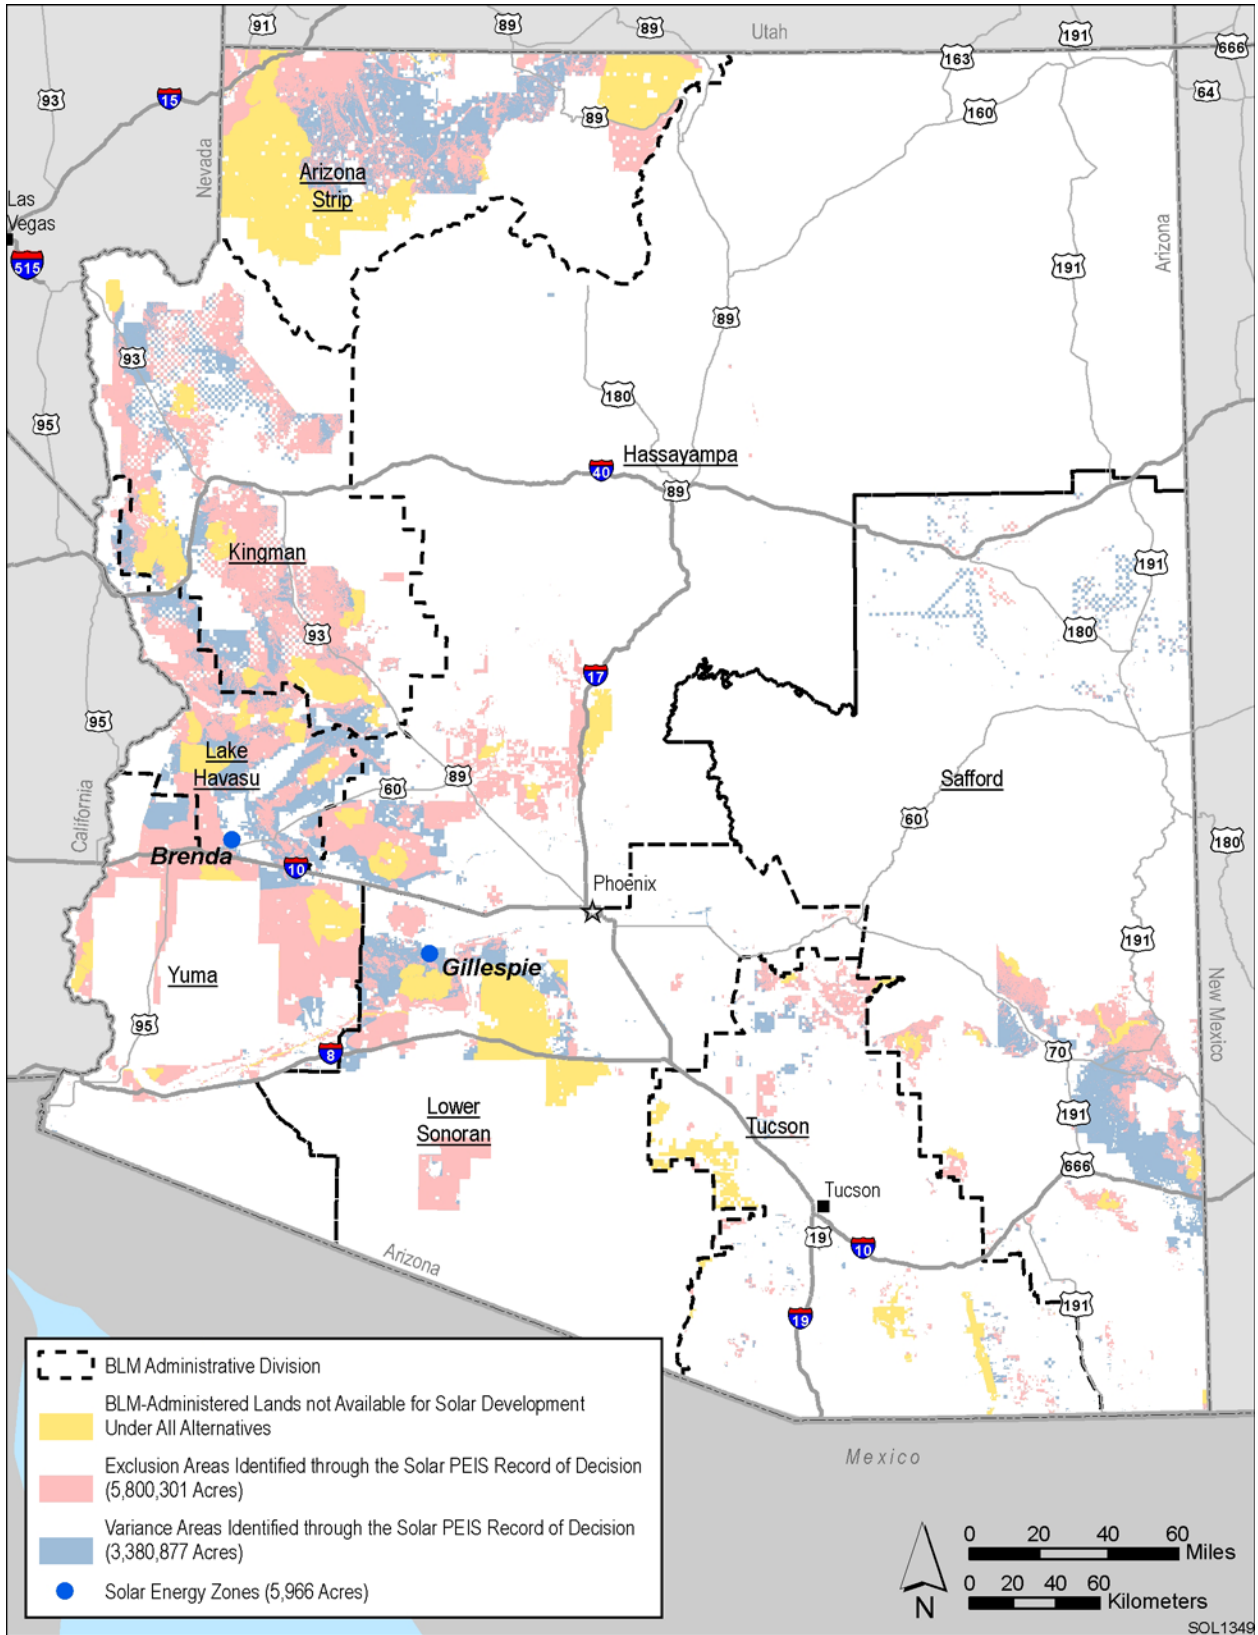 91
89
89
Utah
191
666
163
93
15
64
89
160
Nevada
Arizona
Strip
Las
Vegas
515
191
Arizona
89
93
180
95
Hassayampa
40
89
Kingman
191
93
180
17
95
Lake
Havasu
89
60
Safford
California
60
180
Brenda
10
Phoenix
191
Gillespie
Yuma
New Mexico
95
8
70
Lower
Sonoran
191
Tucson
666
Tucson
19
10
Arizona
191
19
BLM Administrative Division
BLM-Administered Lands not Available for Solar Development
Under All Alternatives
Exclusion Areas Identified through the Solar PEIS Record of Decision
(5,800,301 Acres)
Variance Areas Identified through the Solar PEIS Record of Decision
(3,380,877 Acres)
Solar Energy Zones (5,966 Acres)
Mexico
0 20 40 60
Miles
0 20 40 60
Kilometers
N
SOL1349